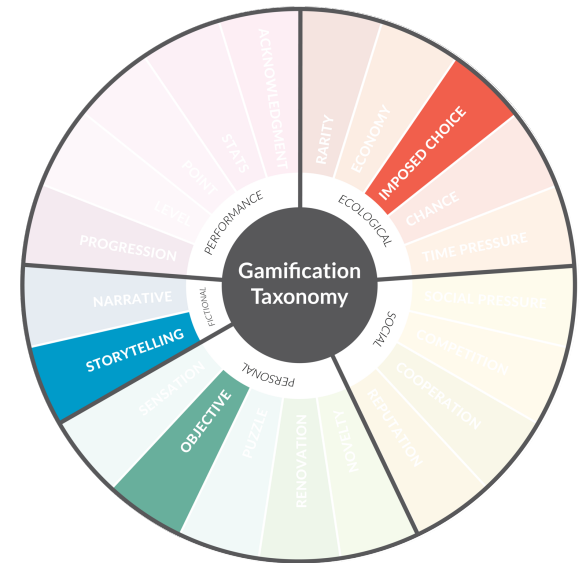 Gamification
Taxonomy
ECOLOGICAL
RARITY
ECONOMY
IMPOSED CHOICE
CHANCE
TIME PRESSURE
SOCIAL
SOCIAL PRESSURE
COMPETITION
COOPERATION
REPUTATION
PERSONAL
NOVELTY
RENOVATION
PUZZLE
OBJECTIVE
SENSATION
FICTIONAL
STORYTELLING
NARRATIVE
PERFORMANCE
PROGRESSION
LEVEL
POINT
STATS
ACKNOWLEDGMENT